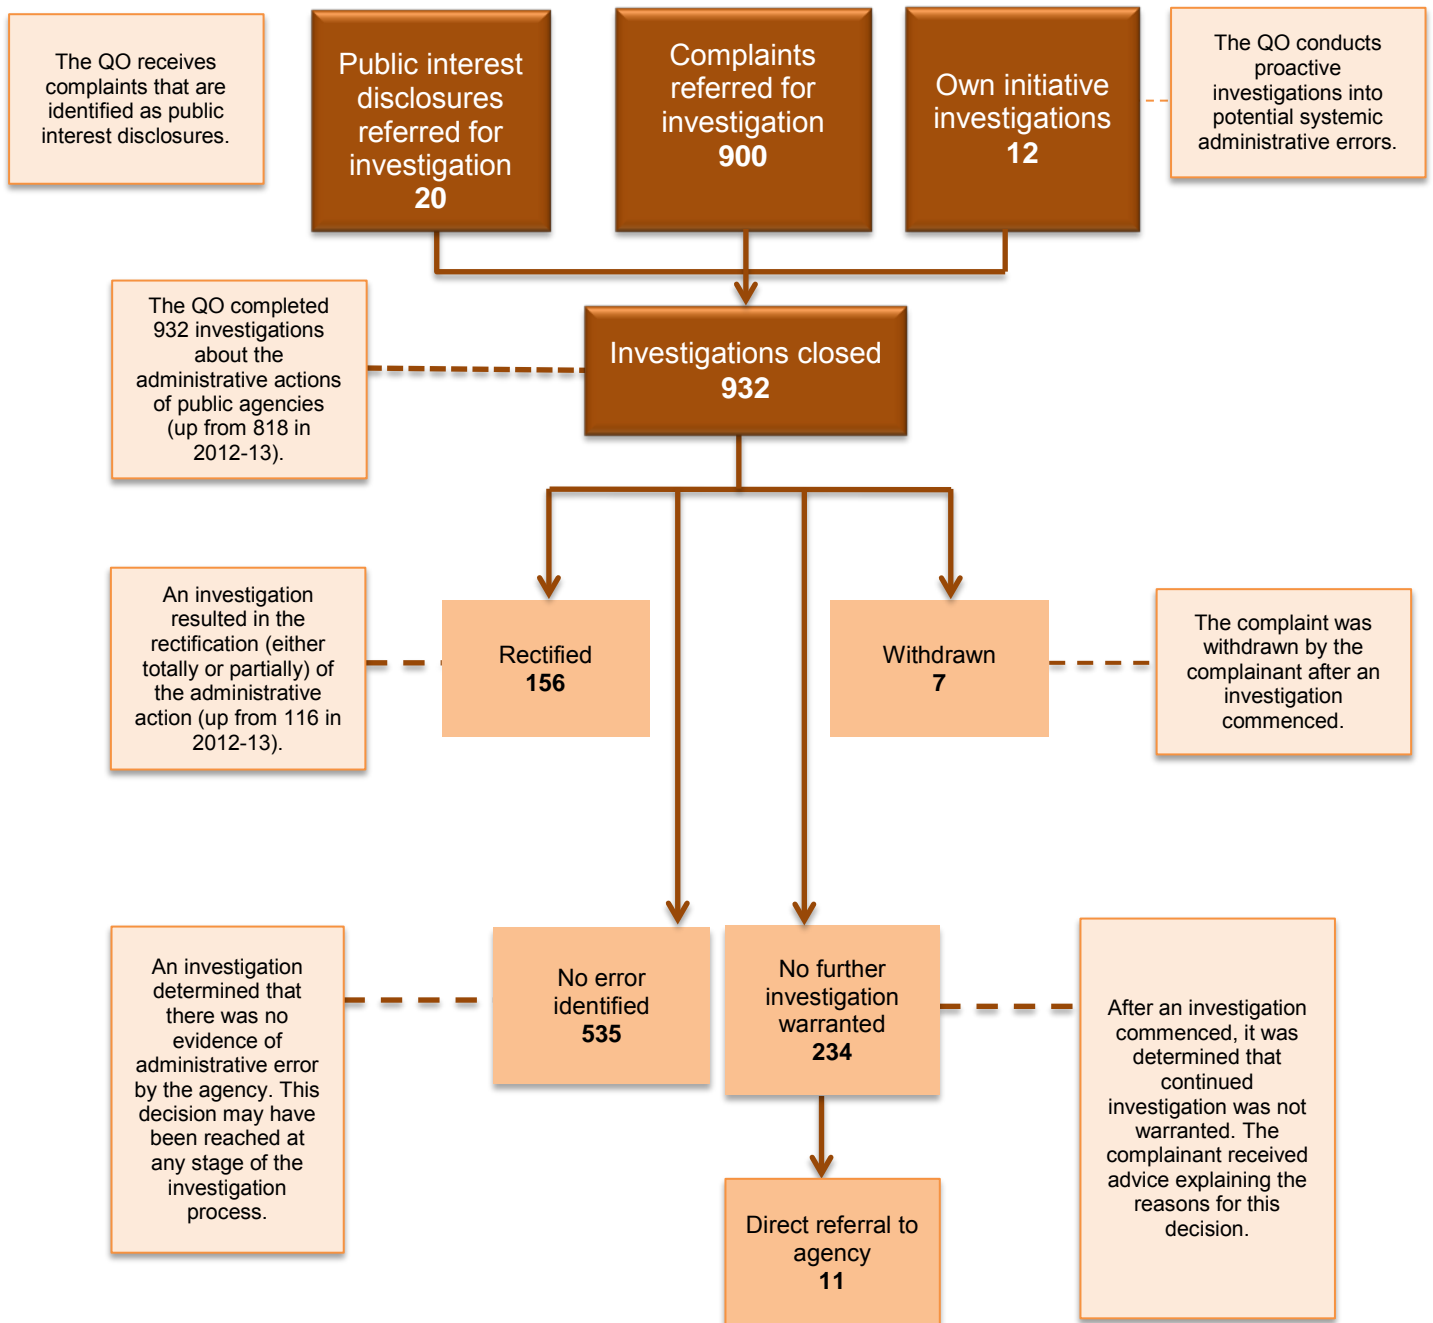 The QO receives
complaints that are
identified as public
interest disclosures.
Public interest
disclosures
referred for
investigation
20
Complaints
referred for
investigation
900
Own initiative
investigations
12
The QO conducts
proactive
investigations into
potential systemic
administrative errors.
The QO completed
932 investigations
about the
administrative actions
of public agencies
(up from 818 in
2012-13).
Investigations closed
932
An investigation
resulted in the
rectification (either
totally or partially) of
the administrative
action (up from 116 in
2012-13).
Rectified
156
Withdrawn
7
The complaint was
withdrawn by the
complainant after an
investigation
commenced.
An investigation
determined that
there was no
evidence of
administrative error
by the agency. This
decision may have
been reached at
any stage of the
investigation
process.
No error
identified
535
No further
investigation
warranted
234
After an investigation
commenced, it was
determined that
continued
investigation was not
warranted. The
complainant received
advice explaining the
reasons for this
decision.
Direct referral to
agency
11